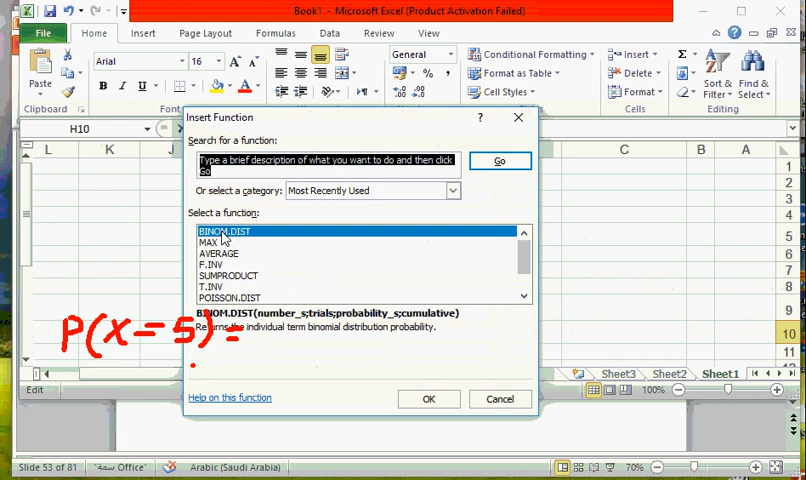 Book1 - Microsoft Excel (Product Activation Failed)
File Home Insert Page Layout Formulas Data Review View
Paste Clipboard
Arial 16 A A B I U A Font
General % Number
Conditional Formatting Format as Table Cell Styles Styles
Insert Delete Format Cells
Σ Sort & Filter Find & Select Editing
H10
L K J C B A
1
2
3
4
5
6
7
8
9
10
11
Insert Function ?
Search for a function:
Type a brief description of what you want to do and then click Go
Go
Or select a category: Most Recently Used
Select a function:
BINOM.DIST
MAX
AVERAGE
F.INV
SUMPRODUCT
T.INV
POISSON.DIST
BINOM.DIST(number_s;trials;probability_s;cumulative)
Returns the individual term binomial distribution probability.
P(X=5)=
Help on this function OK Cancel
Sheet3 Sheet2 Sheet1
Edit 100%
Slide 53 of 81 "سمة Office" Arabic (Saudi Arabia) 70%